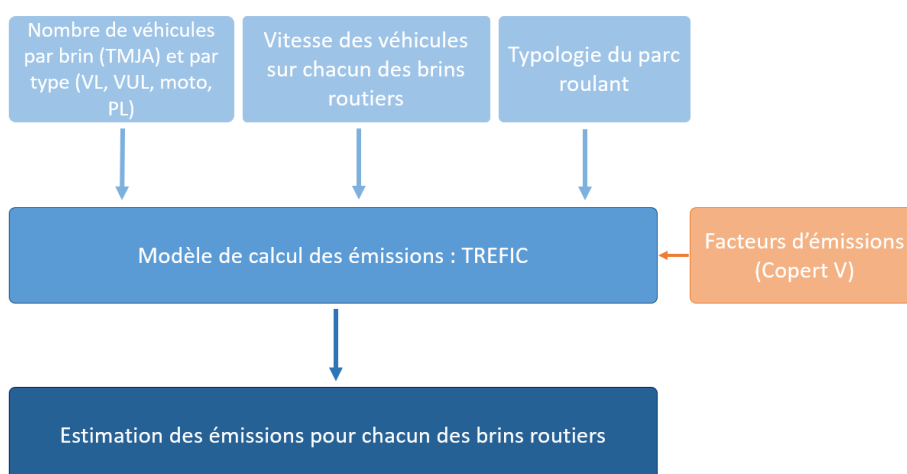 Nombre de véhicules
par brin (TMJA) et par
type (VL, VUL, moto,
PL)
Vitesse des véhicules
sur chacun des brins
routiers
Typologie du parc
roulant
Modèle de calcul des émissions : TREFIC
Facteurs d’émissions
(Copert V)
Estimation des émissions pour chacun des brins routiers